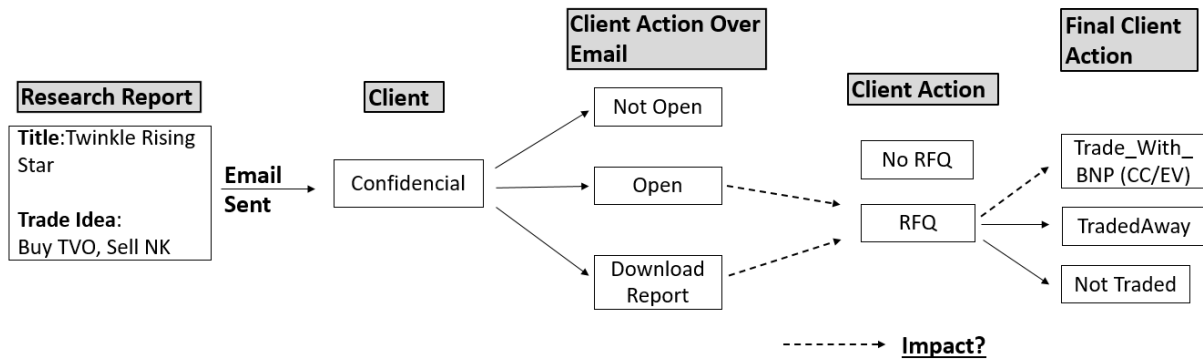 Research Report
Title:Twinkle Rising
Star
Trade Idea:
Buy TVO, Sell NK
Email
Sent
Client
Confidencial
Client Action Over
Email
Not Open
Open
Download
Report
Client Action
No RFQ
RFQ
Final Client
Action
Trade_With_
BNP (CC/EV)
TradedAway
Not Traded
Impact?